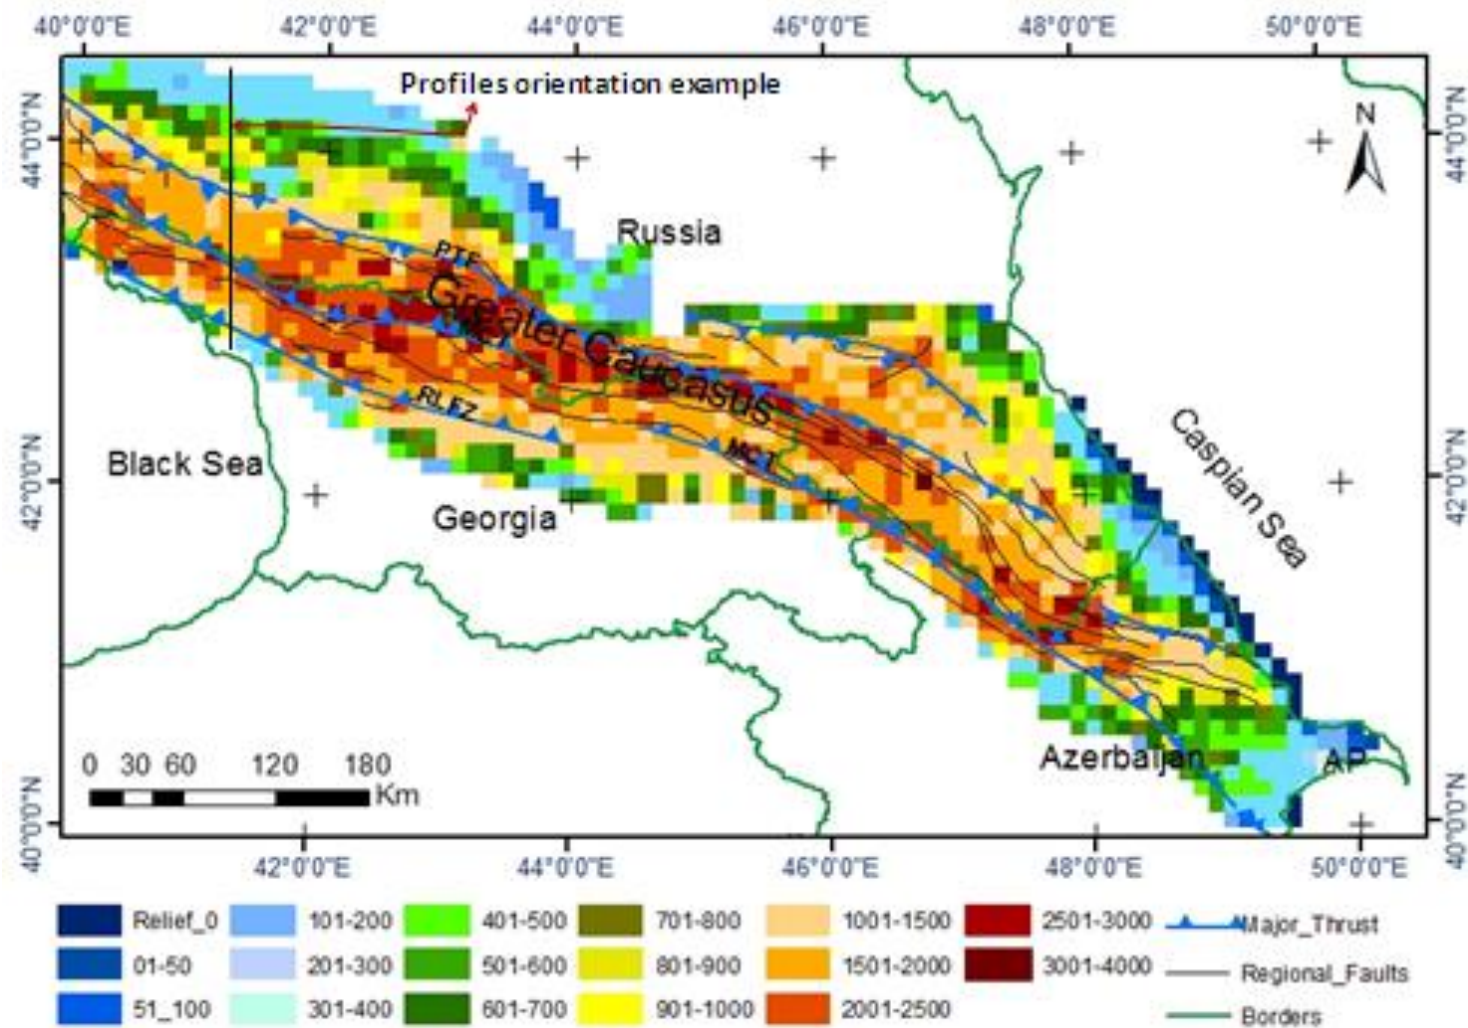 40°0'0"E 42°0'0"E 44°0'0"E 46°0'0"E 48°0'0"E 50°0'0"E
Profiles orientation example
N
44°0'0"N 44°0'0"N
Russia
PTF
Greater Caucasus
RLFZ
MCT
Black Sea
Caspian Sea
42°0'0"N 42°0'0"N
Georgia
Azerbaijan
AP
0 30 60 120 180
Km
40°0'0"N 40°0'0"N
42°0'0"E 44°0'0"E 46°0'0"E 48°0'0"E 50°0'0"E
Relief_0 101-200 401-500 701-800 1001-1500 2501-3000 Major_Thrust
01-50 201-300 501-600 801-900 1501-2000 3001-4000 Regional_Faults
51_100 301-400 601-700 901-1000 2001-2500 Borders